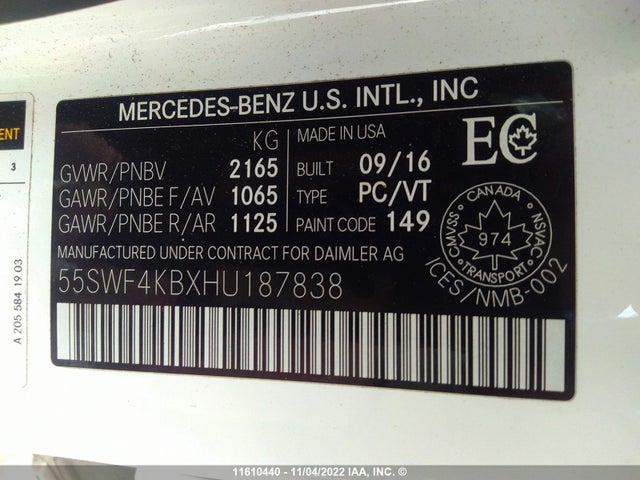 MERCEDES-BENZ U.S. INTL., INC
KG
GVWR/PNBV 2165
GAWR/PNBE F/AV 1065
GAWR/PNBE R/AR 1125
MADE IN USA
BUILT 09/16
TYPE PC/VT
PAINT CODE 149
EC
CANADA
CMVSS
NSVAC
974
TRANSPORT
ICES/NMB-002
MANUFACTURED UNDER CONTRACT FOR DAIMLER AG
55SWF4KBXHU187838
ENT
3
A 205 584 19 03
11610440 - 11/04/2022 IAA, INC. ©